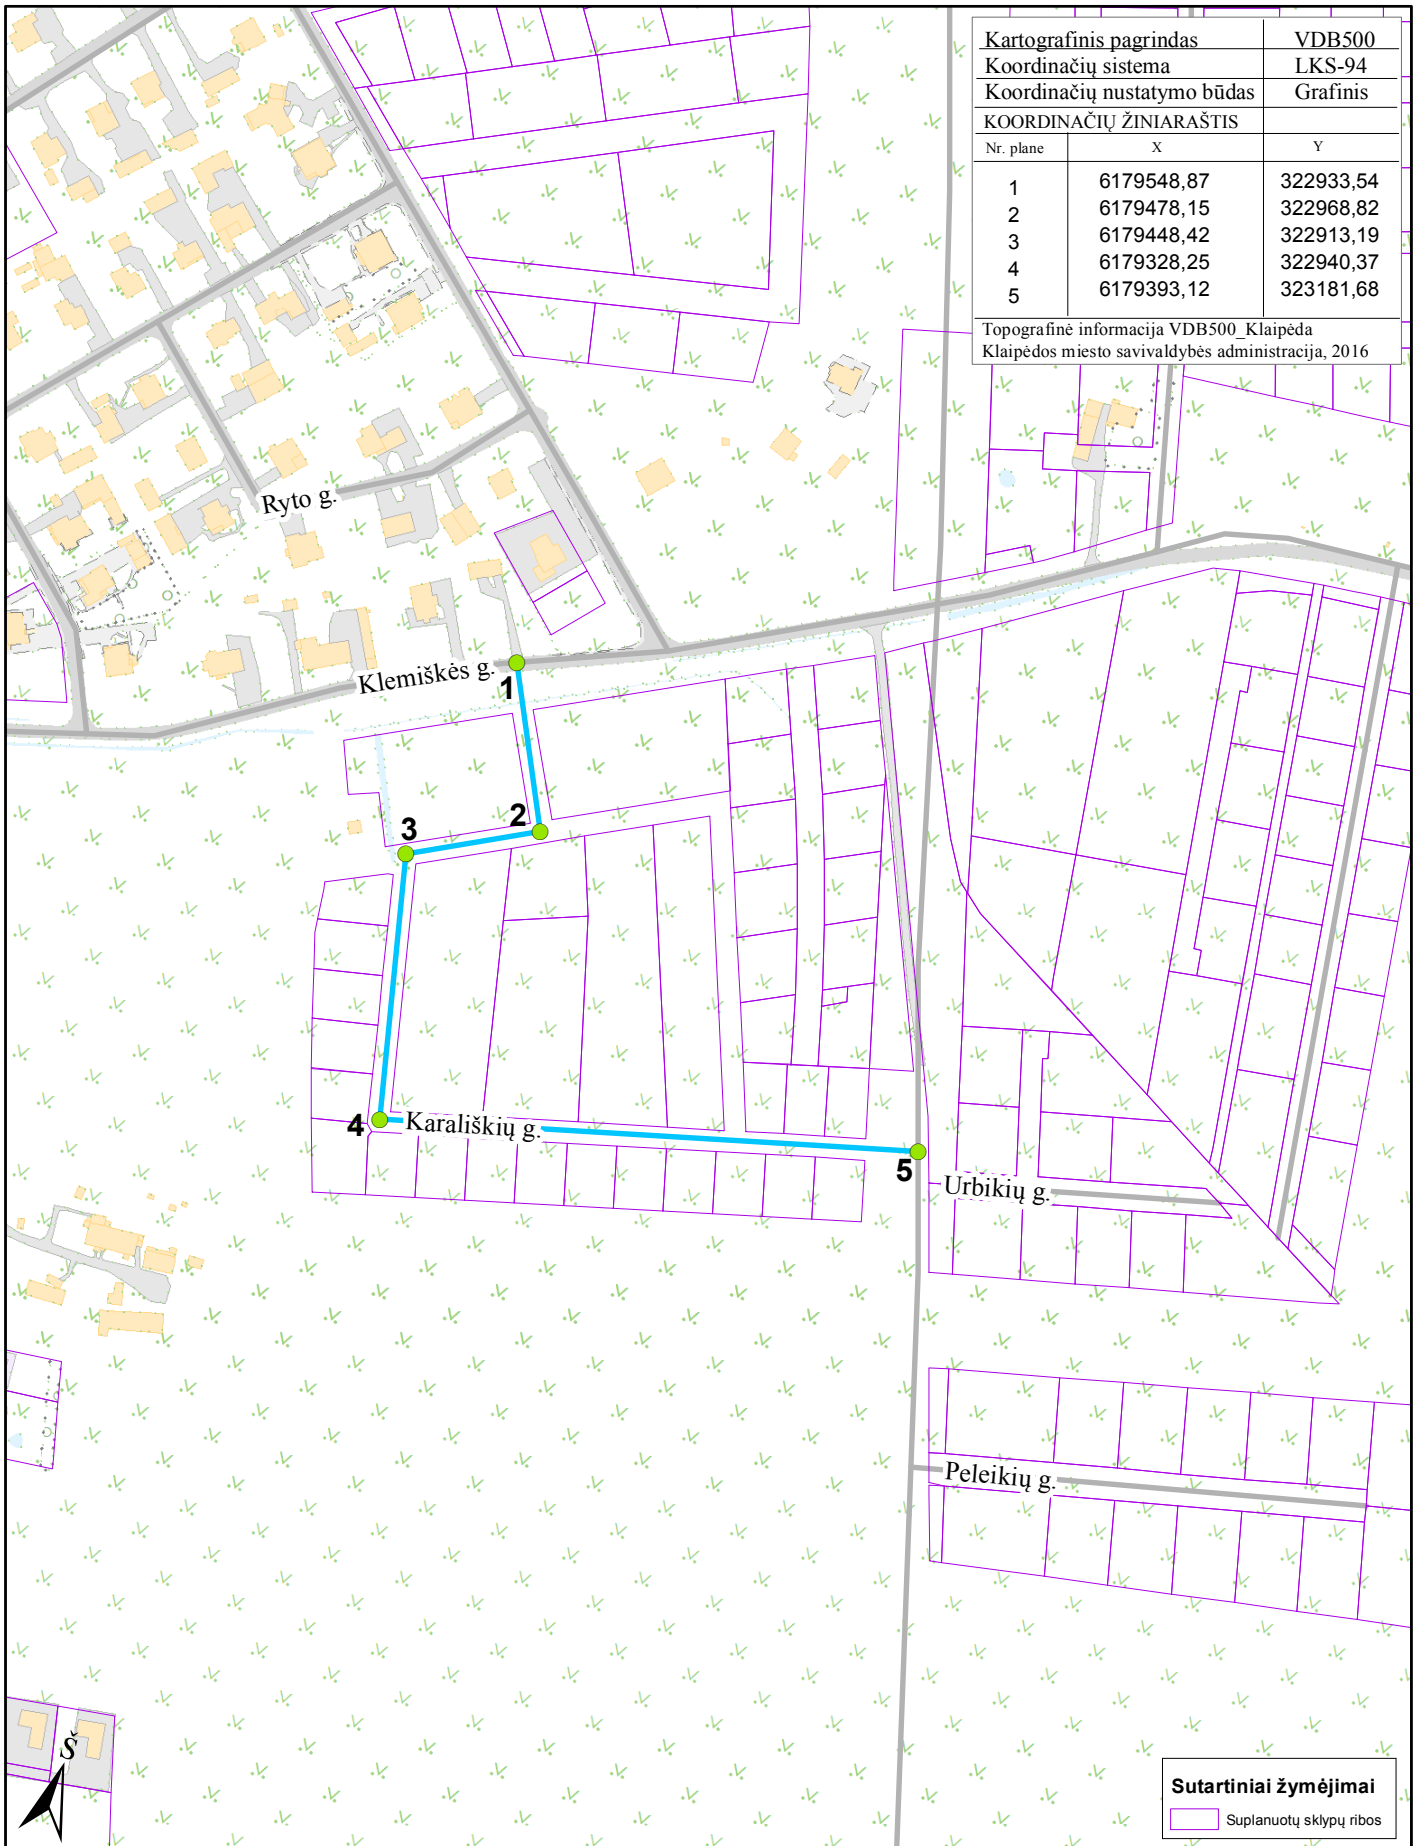 Kartografinis pagrindas VDB500
Koordinačių sistema LKS-94
Koordinačių nustatymo būdas Grafinis
KOORDINAČIŲ ŽINIARAŠTIS
Nr. plane X Y
1 6179548,87 322933,54
2 6179478,15 322968,82
3 6179448,42 322913,19
4 6179328,25 322940,37
5 6179393,12 323181,68
Topografinė informacija VDB500_Klaipėda
Klaipėdos miesto savivaldybės administracija, 2016
Ryto g.
Klemiškės g.
1
2
3
4
Karališkių g.
5
Urbikių g.
Peleikių g.
Š
Sutartiniai žymėjimai
Suplanuotų sklypų ribos